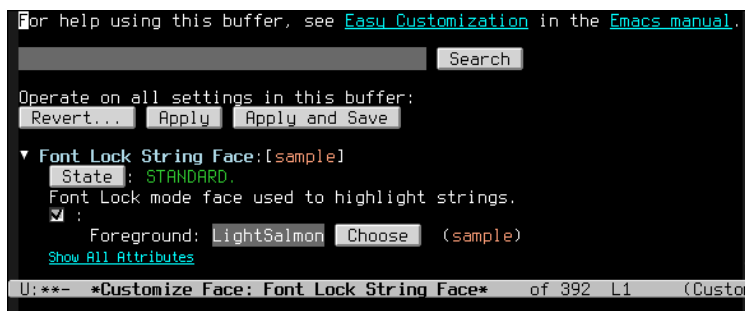 For help using this buffer, see Easy Customization in the Emacs manual.
Search
Operate on all settings in this buffer:
Revert... Apply Apply and Save
▼ Font Lock String Face:[sample]
State : STANDARD.
Font Lock mode face used to highlight strings.
:
Foreground: LightSalmon Choose (sample)
Show All Attributes
U:**- *Customize Face: Font Lock String Face* of 392 L1 (Custo